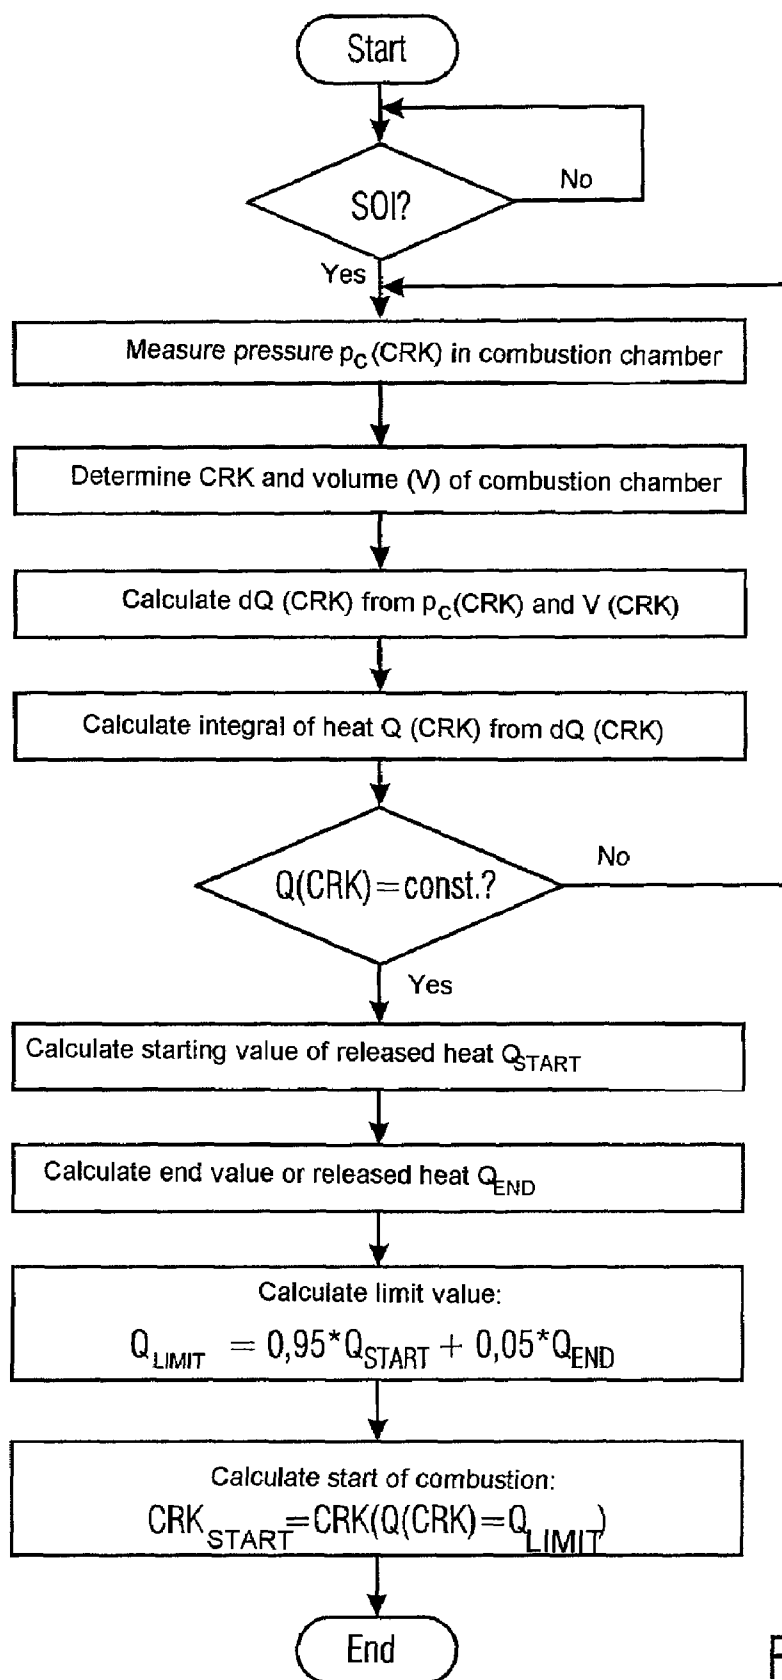 Start
SOI?
No
Yes
Measure pressure pC(CRK) in combustion chamber
Determine CRK and volume (V) of combustion chamber
Calculate dQ (CRK) from pC(CRK) and V (CRK)
Calculate integral of heat Q (CRK) from dQ (CRK)
Q(CRK)=const.?
No
Yes
Calculate starting value of released heat QSTART
Calculate end value or released heat QEND
Calculate limit value:
QLIMIT = 0,95*QSTART + 0,05*QEND
Calculate start of combustion:
CRKSTART=CRK(Q(CRK)=QLIMIT)
End